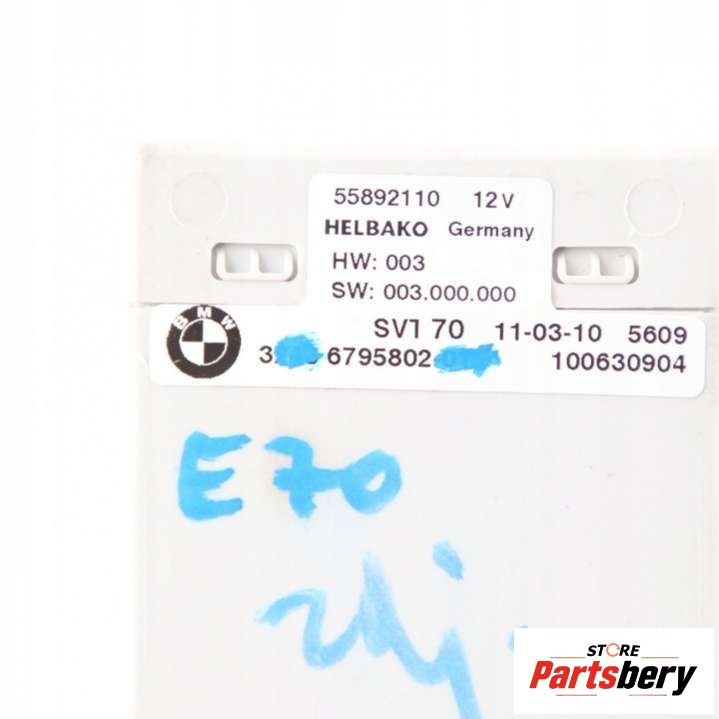 55892110 12V
HELBAKO Germany
HW: 003
SW: 003.000.000
BMW
SVT 70 11-03-10 5609
6795802 100630904
E70
STORE
Partsbery